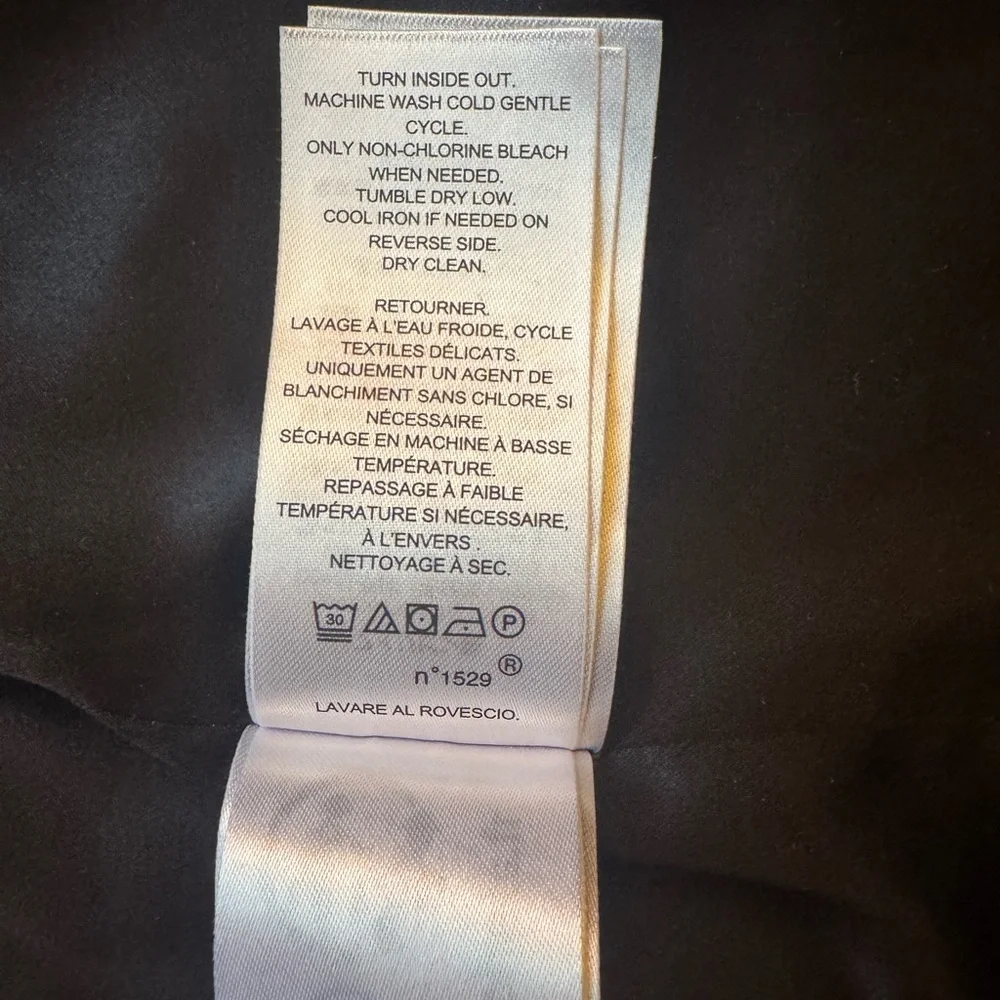 TURN INSIDE OUT.
MACHINE WASH COLD GENTLE
CYCLE.
ONLY NON-CHLORINE BLEACH
WHEN NEEDED.
TUMBLE DRY LOW.
COOL IRON IF NEEDED ON
REVERSE SIDE.
DRY CLEAN.
RETOURNER.
LAVAGE À L'EAU FROIDE, CYCLE
TEXTILES DÉLICATS.
UNIQUEMENT UN AGENT DE
BLANCHIMENT SANS CHLORE, SI
NÉCESSAIRE.
SÉCHAGE EN MACHINE À BASSE
TEMPÉRATURE.
REPASSAGE À FAIBLE
TEMPÉRATURE SI NÉCESSAIRE,
À L'ENVERS .
NETTOYAGE À SEC.
30 P
n°1529 ®
LAVARE AL ROVESCIO.